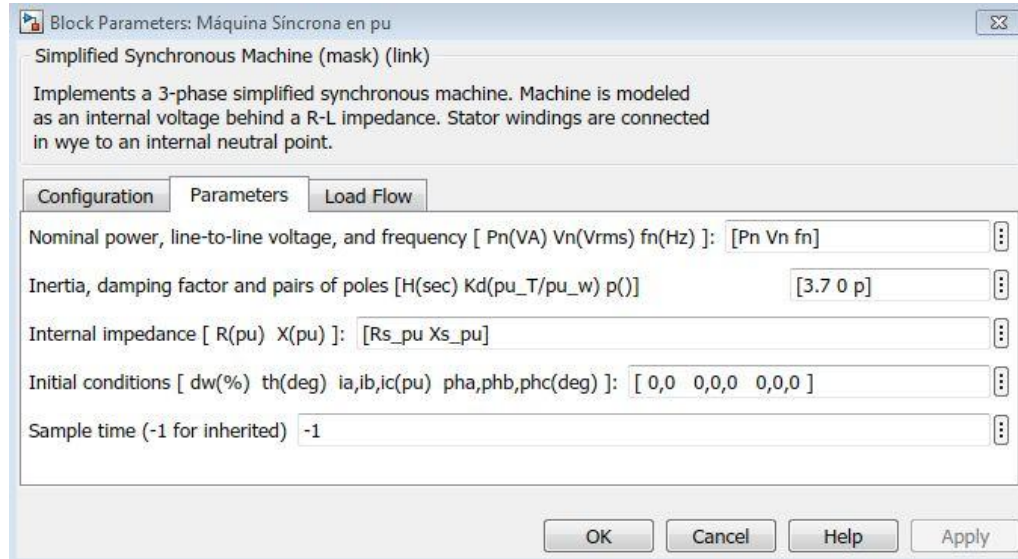 Block Parameters: Máquina Síncrona en pu
Simplified Synchronous Machine (mask) (link)
Implements a 3-phase simplified synchronous machine. Machine is modeled
as an internal voltage behind a R-L impedance. Stator windings are connected
in wye to an internal neutral point.
Configuration Parameters Load Flow
Nominal power, line-to-line voltage, and frequency [ Pn(VA) Vn(Vrms) fn(Hz) ]: [Pn Vn fn]
Inertia, damping factor and pairs of poles [H(sec) Kd(pu_T/pu_w) p()] [3.7 0 p]
Internal impedance [ R(pu) X(pu) ]: [Rs_pu Xs_pu]
Initial conditions [ dw(%) th(deg) ia,ib,ic(pu) pha,phb,phc(deg) ]: [ 0,0 0,0,0 0,0,0 ]
Sample time (-1 for inherited) -1
OK Cancel Help Apply